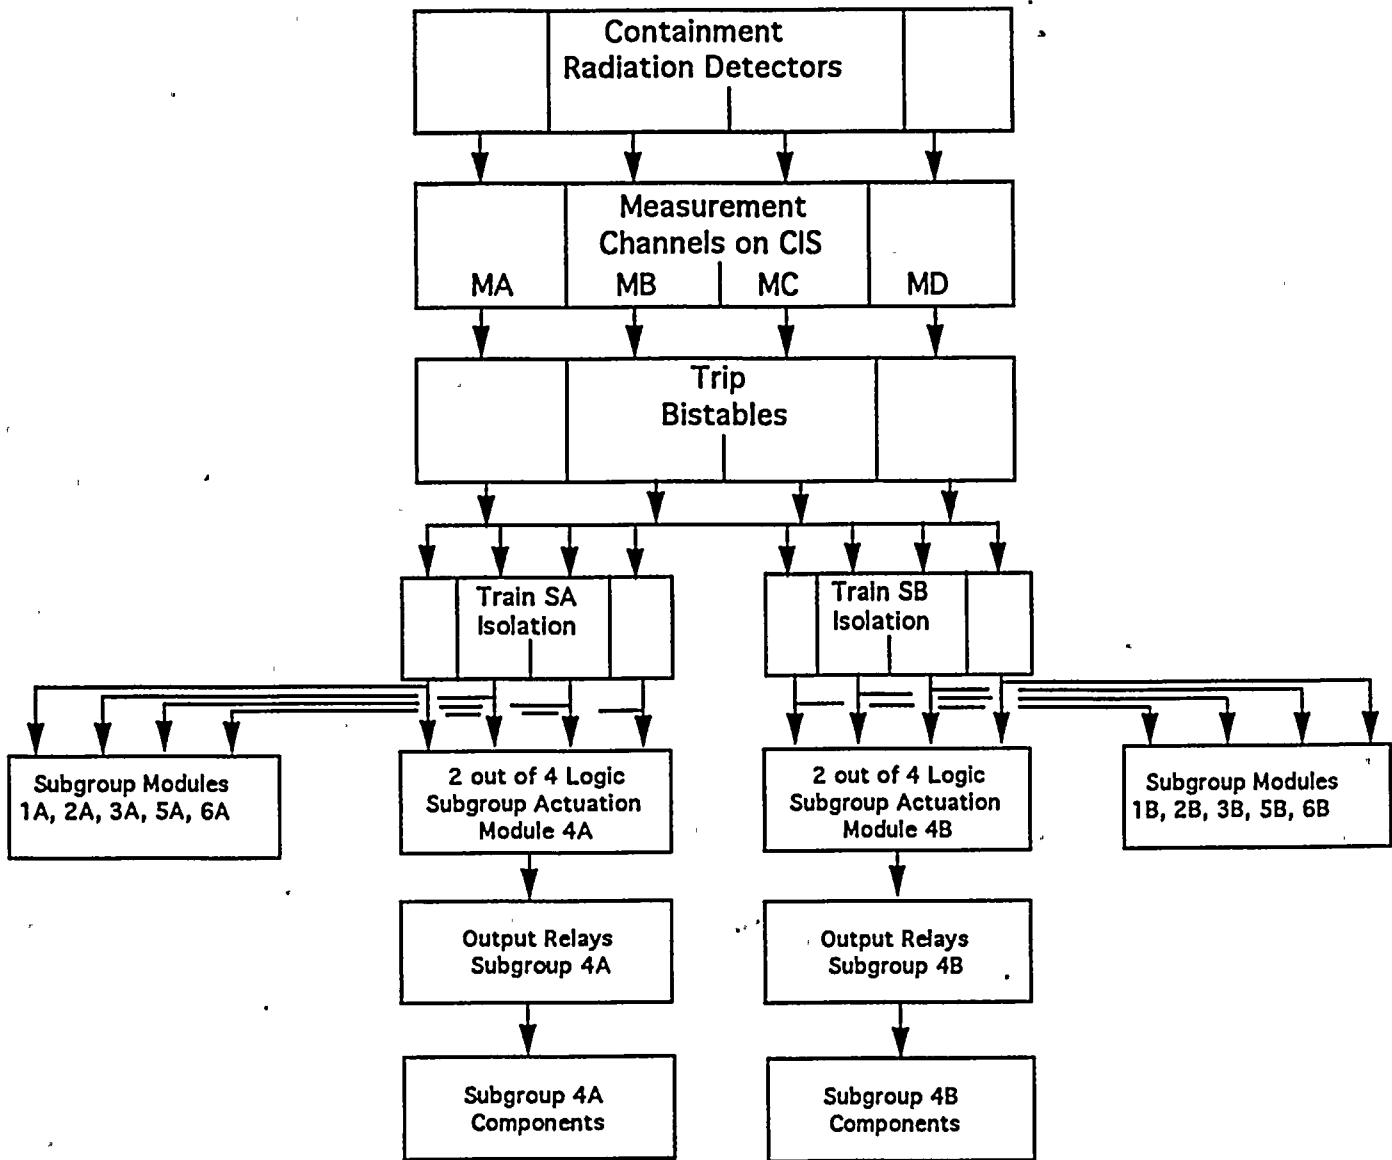 Containment
Radiation Detectors
Measurement
Channels on CIS
MA MB MC MD
Trip
Bistables
Train SA
Isolation
Train SB
Isolation
Subgroup Modules
1A, 2A, 3A, 5A, 6A
2 out of 4 Logic
Subgroup Actuation
Module 4A
2 out of 4 Logic
Subgroup Actuation
Module 4B
Subgroup Modules
1B, 2B, 3B, 5B, 6B
Output Relays
Subgroup 4A
Output Relays
Subgroup 4B
Subgroup 4A
Components
Subgroup 4B
Components